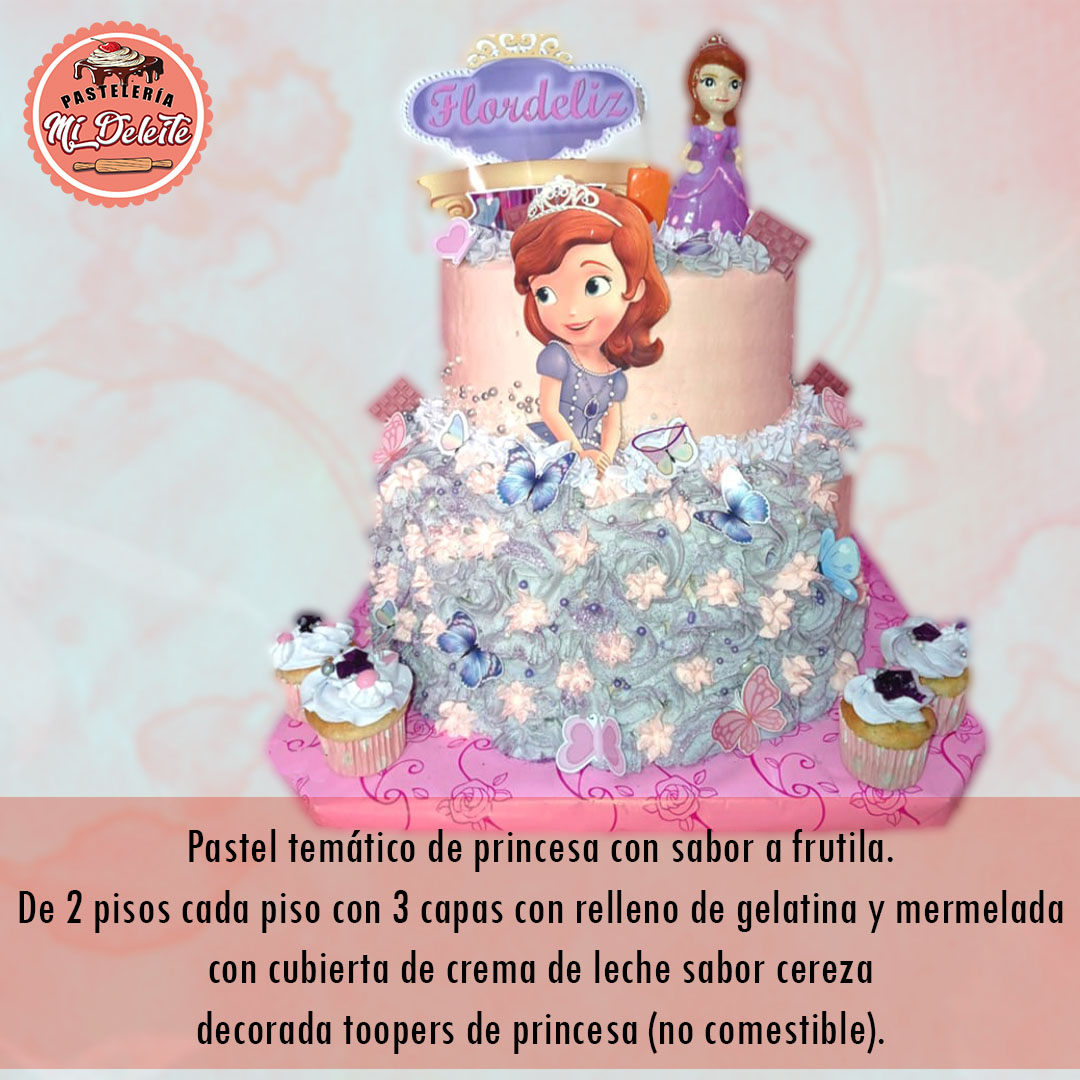 PASTELERÍA
Mi Deleite
Flordeliz
Pastel temático de princesa con sabor a frutila.
De 2 pisos cada piso con 3 capas con relleno de gelatina y mermelada
con cubierta de crema de leche sabor cereza
decorada toopers de princesa (no comestible).